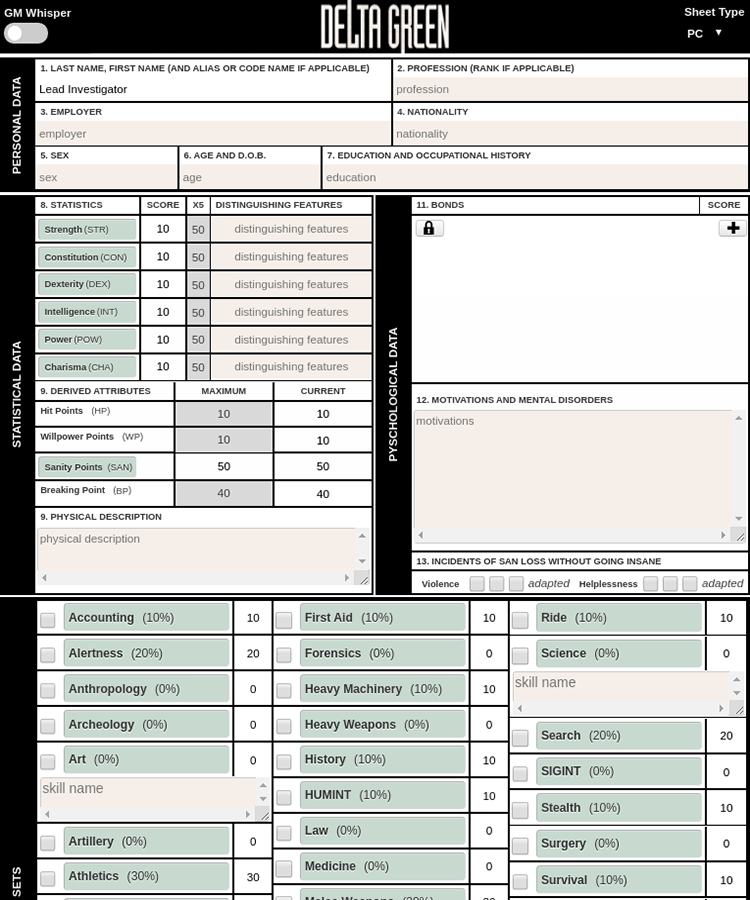 GM Whisper
DELTA GREEN
Sheet Type
PC ▼
PERSONAL DATA
1. LAST NAME, FIRST NAME (AND ALIAS OR CODE NAME IF APPLICABLE)
2. PROFESSION (RANK IF APPLICABLE)
Lead Investigator
profession
3. EMPLOYER
4. NATIONALITY
employer
nationality
5. SEX
6. AGE AND D.O.B.
7. EDUCATION AND OCCUPATIONAL HISTORY
sex
age
education
STATISTICAL DATA
8. STATISTICS SCORE X5 DISTINGUISHING FEATURES
Strength (STR) 10 50 distinguishing features
Constitution (CON) 10 50 distinguishing features
Dexterity (DEX) 10 50 distinguishing features
Intelligence (INT) 10 50 distinguishing features
Power (POW) 10 50 distinguishing features
Charisma (CHA) 10 50 distinguishing features
9. DERIVED ATTRIBUTES MAXIMUM CURRENT
Hit Points (HP) 10 10
Willpower Points (WP) 10 10
Sanity Points (SAN) 50 50
Breaking Point (BP) 40 40
9. PHYSICAL DESCRIPTION
physical description
PYSCHOLOGICAL DATA
11. BONDS SCORE
12. MOTIVATIONS AND MENTAL DISORDERS
motivations
13. INCIDENTS OF SAN LOSS WITHOUT GOING INSANE
Violence adapted Helplessness adapted
SETS
Accounting (10%) 10
Alertness (20%) 20
Anthropology (0%) 0
Archeology (0%) 0
Art (0%) 0
skill name
Artillery (0%) 0
Athletics (30%) 30
First Aid (10%) 10
Forensics (0%) 0
Heavy Machinery (10%) 10
Heavy Weapons (0%) 0
History (10%) 10
HUMINT (10%) 10
Law (0%) 0
Medicine (0%) 0
Ride (10%) 10
Science (0%) 0
skill name
Search (20%) 20
SIGINT (0%) 0
Stealth (10%) 10
Surgery (0%) 0
Survival (10%) 10